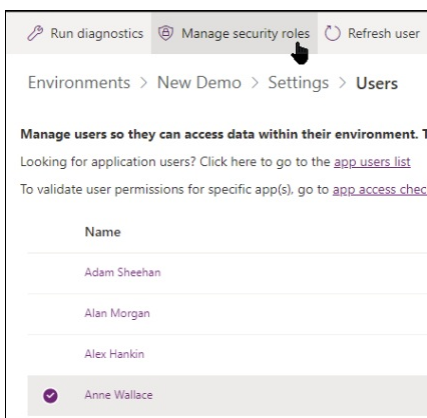 Run diagnostics Manage security roles Refresh user
Environments > New Demo > Settings > Users
Manage users so they can access data within their environment.
Looking for application users? Click here to go to the app users list
To validate user permissions for specific app(s), go to app access
Name
Adam Sheehan
Alan Morgan
Alex Hankin
Anne Wallace